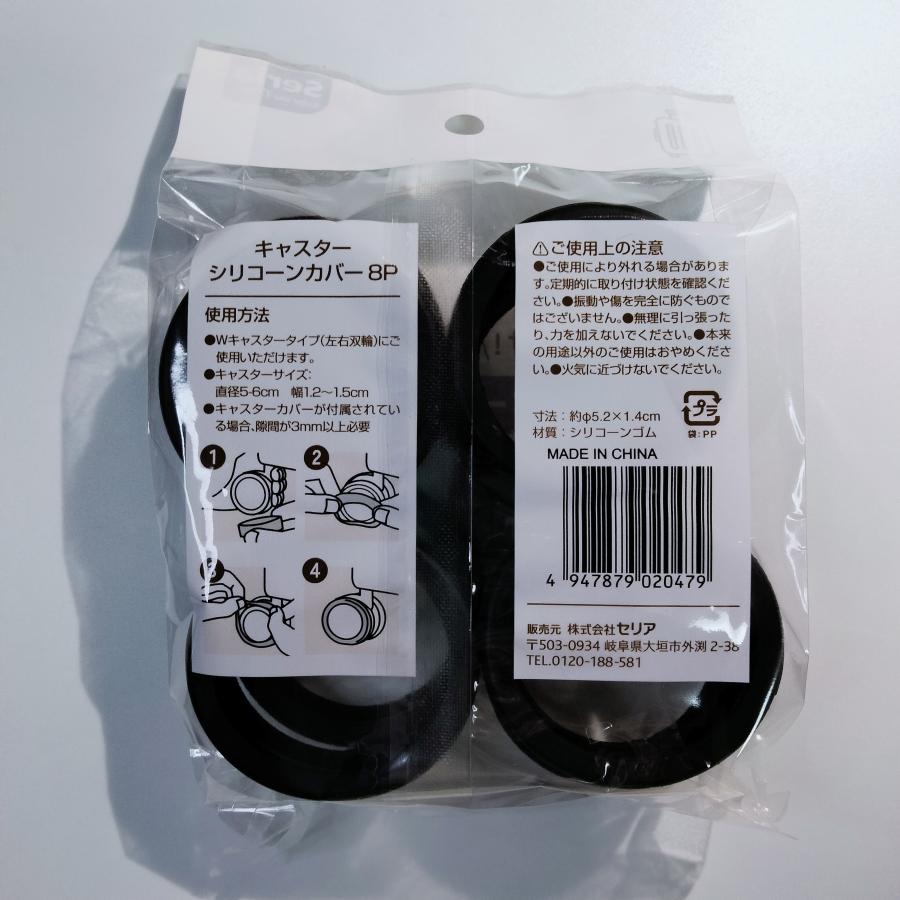 Ser
キャスター
シリコーンカバー8P
使用方法
●Wキャスタータイプ(左右双輪)にご
使用いただけます。
●キャスターサイズ:
直径5-6cm 幅1.2〜1.5cm
●キャスターカバーが付属されてい
る場合、隙間が3mm以上必要
1
2
3
4
⚠ご使用上の注意
●ご使用により外れる場合がありま
す。定期的に取り付け状態を確認くだ
さい。●振動や傷を完全に防ぐもので
はございません。●無理に引っ張った
り、力を加えないでください。●本来
の用途以外のご使用はおやめくださ
い。●火気に近づけないでください。
寸法:約φ5.2×1.4cm
材質:シリコーンゴム
プラ
袋:PP
MADE IN CHINA
4 947879 020479
販売元 株式会社セリア
〒503-0934 岐阜県大垣市外渕 2-38
TEL.0120-188-581